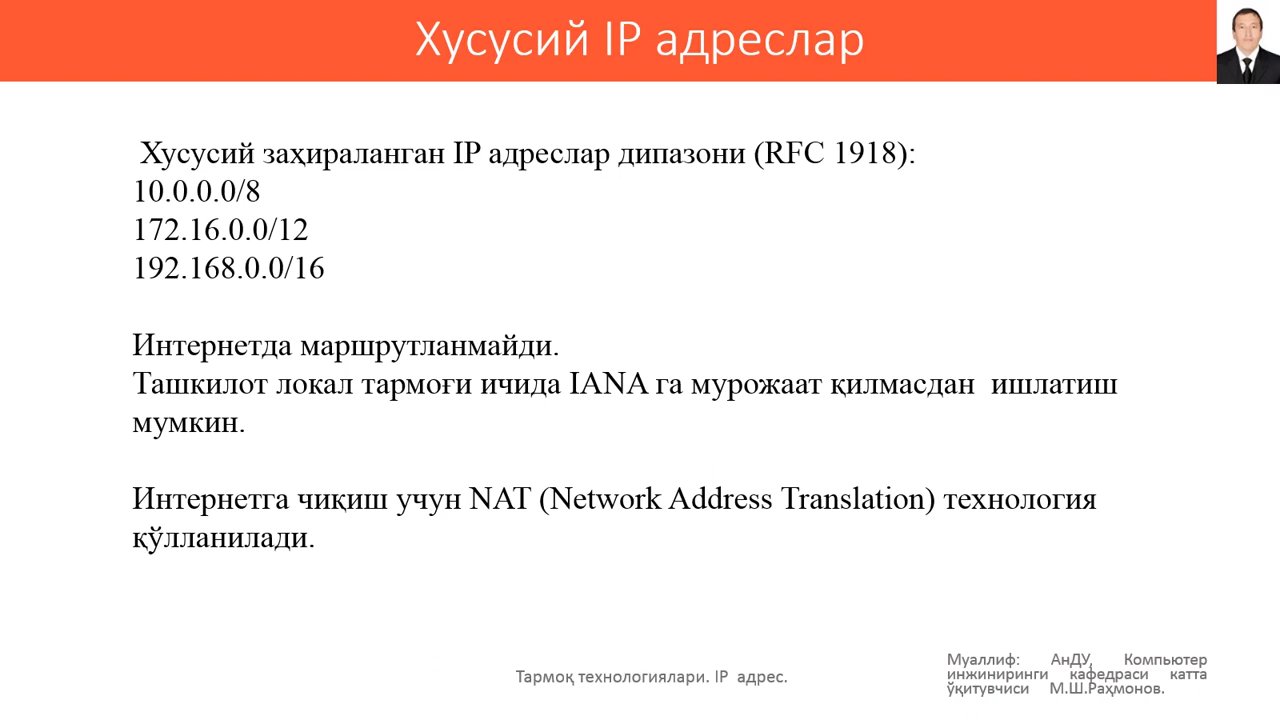 Хусусий IP адреслар
Хусусий заҳираланган IP адреслар дипазони (RFC 1918):
10.0.0.0/8
172.16.0.0/12
192.168.0.0/16
Интернетда маршрутланмайди.
Ташкилот локал тармоғи ичида IANA га мурожаат қилмасдан ишлатиш
мумкин.
Интернетга чиқиш учун NAT (Network Address Translation) технология
қўлланилади.
Тармоқ технологиялари. IP адрес.
Муаллиф: АнДУ, Компьютер
инжиниринги кафедраси катта
ўқитувчиси М.Ш.Раҳмонов.